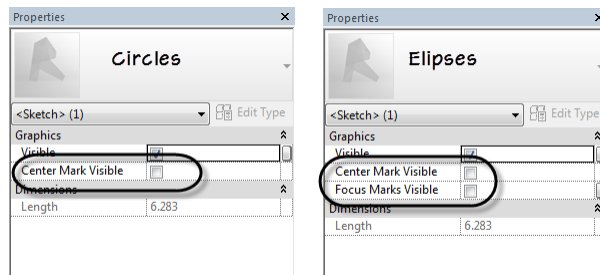 Properties
Circles
<Sketch> (1)
Edit Type
Graphics
Visible
Center Mark Visible
Dimensions
Length 6.283
Properties
Elipses
<Sketch> (1)
Edit Type
Graphics
Visible
Center Mark Visible
Focus Marks Visible
Dimensions
Length 6.283